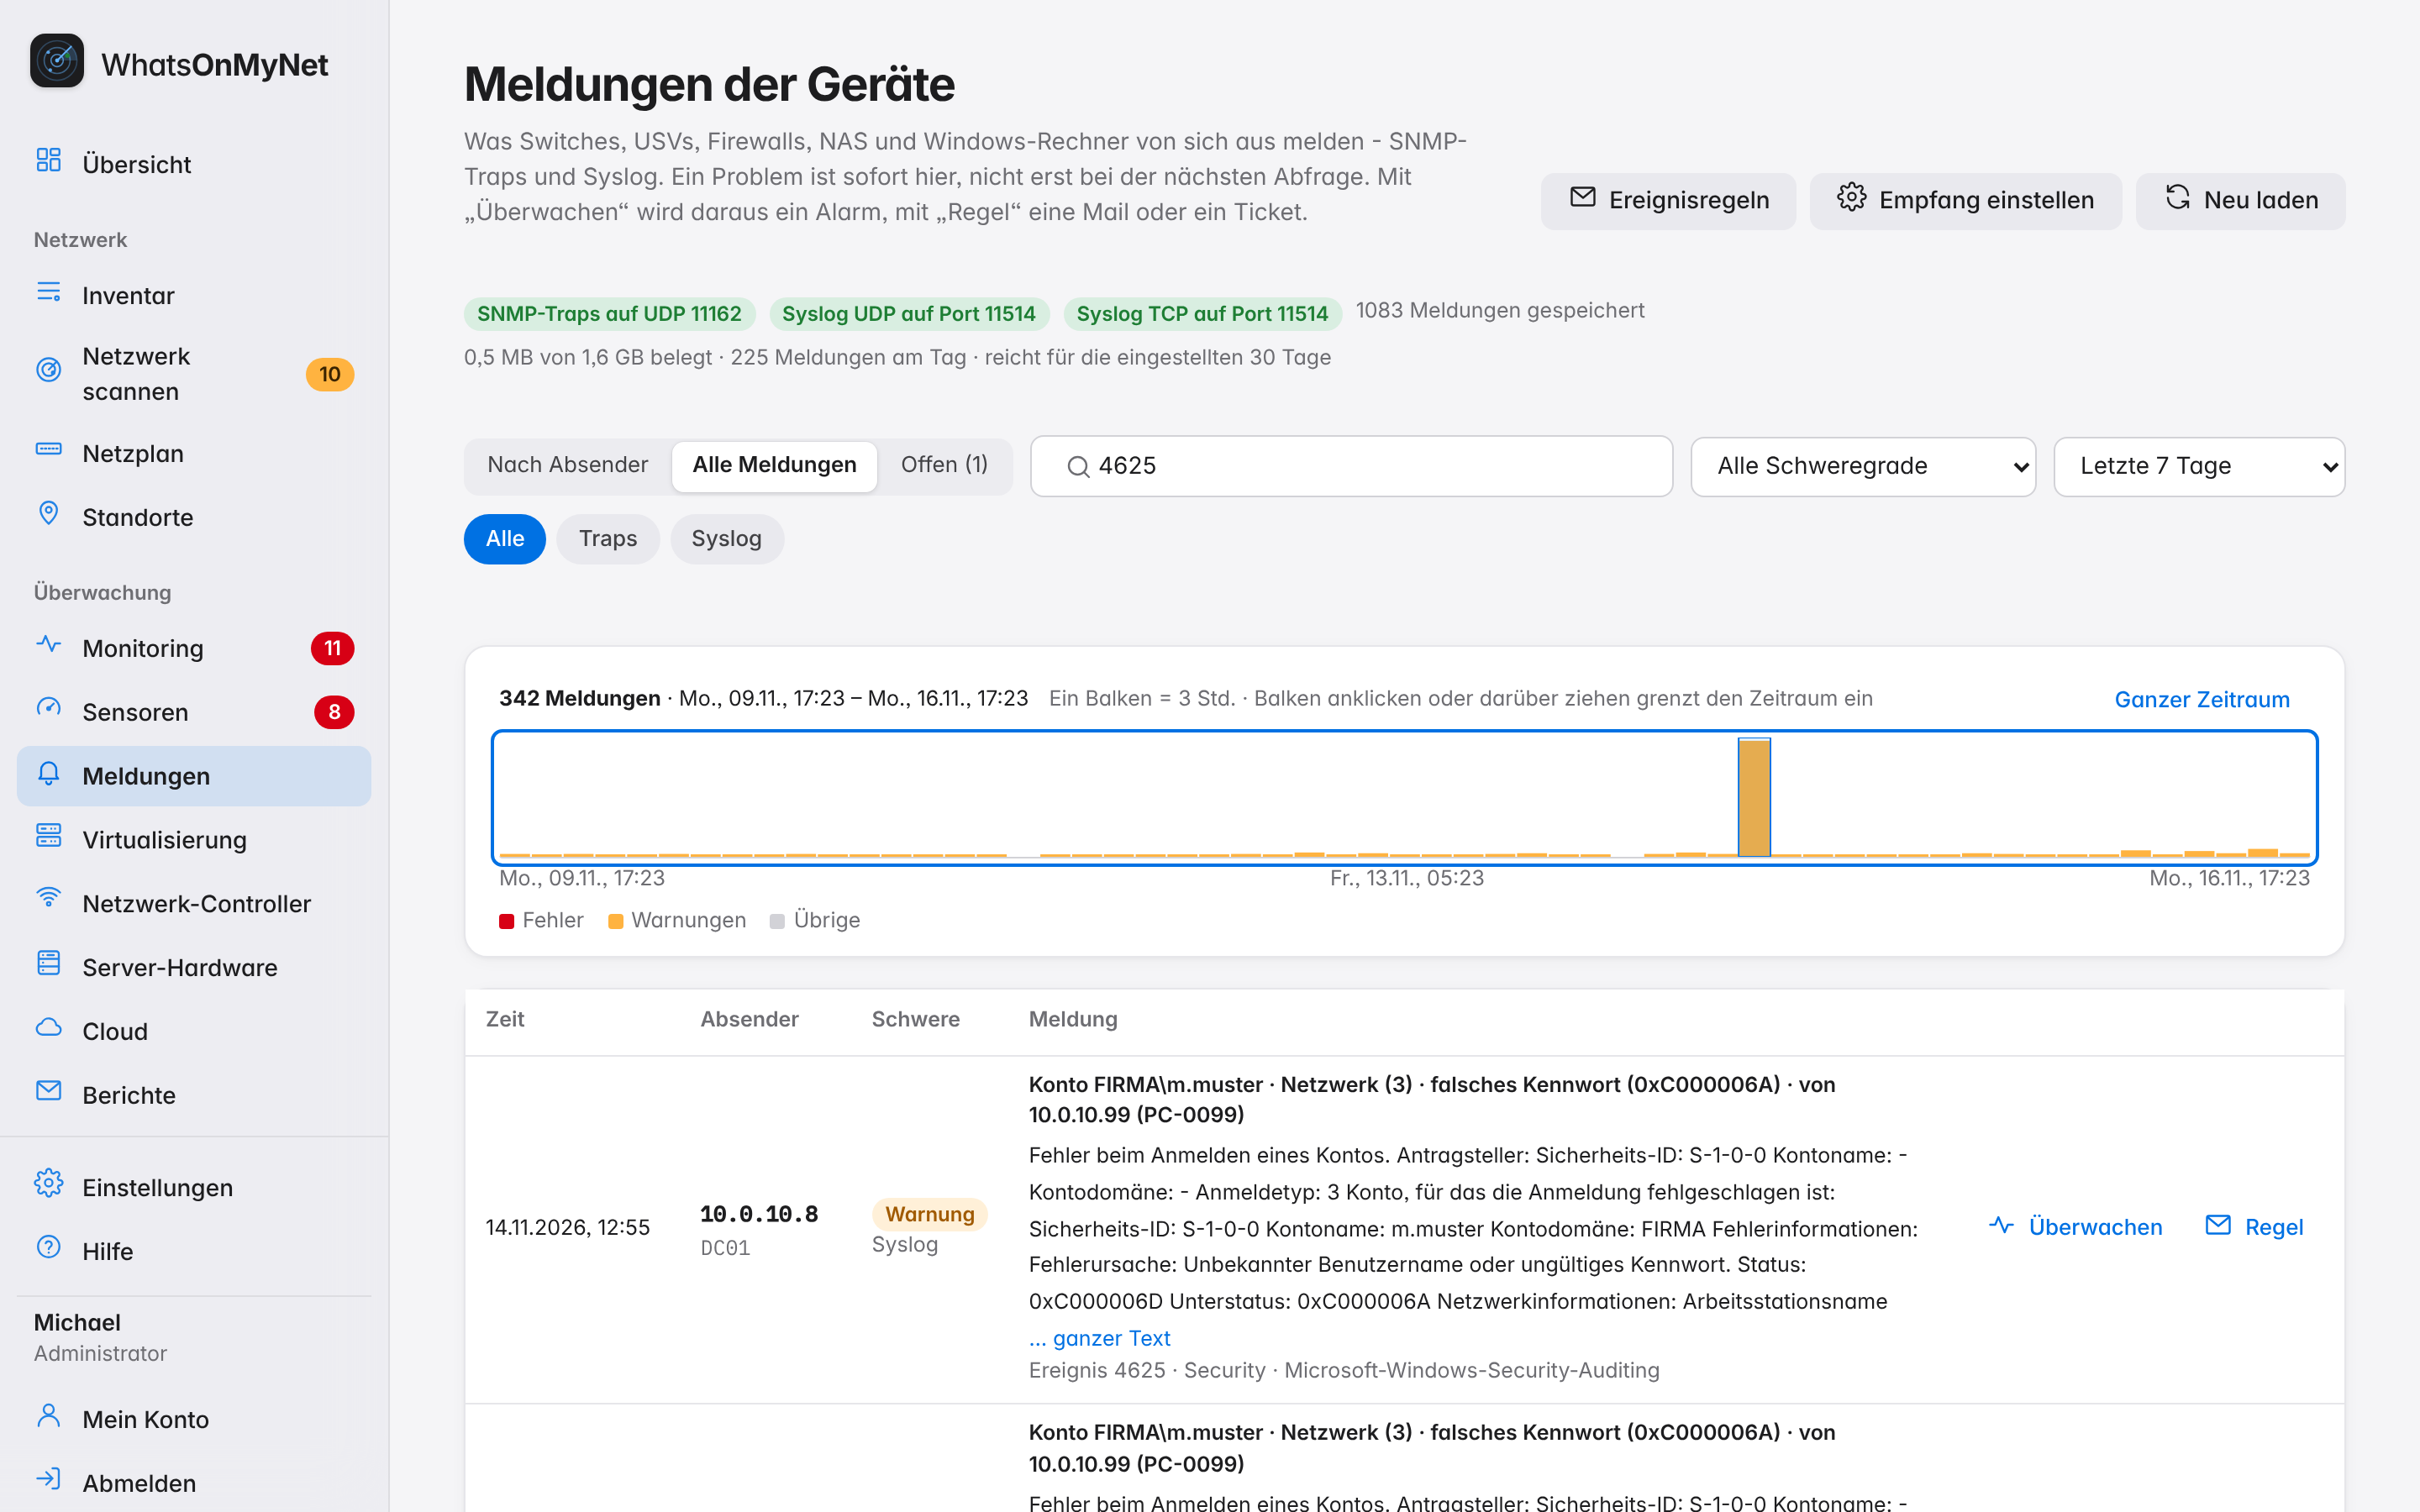 WhatsOnMyNet
Übersicht
Netzwerk
Inventar
Netzwerk
scannen
10
Netzplan
Standorte
Überwachung
Monitoring
11
Sensoren
8
Meldungen
Virtualisierung
Netzwerk-Controller
Server-Hardware
Cloud
Berichte
Einstellungen
Hilfe
Michael
Administrator
Mein Konto
Abmelden
Meldungen der Geräte
Was Switches, USVs, Firewalls, NAS und Windows-Rechner von sich aus melden - SNMP-
Traps und Syslog. Ein Problem ist sofort hier, nicht erst bei der nächsten Abfrage. Mit
„Überwachen“ wird daraus ein Alarm, mit „Regel“ eine Mail oder ein Ticket.
Ereignisregeln
Empfang einstellen
Neu laden
SNMP-Traps auf UDP 11162
Syslog UDP auf Port 11514
Syslog TCP auf Port 11514
1083 Meldungen gespeichert
0,5 MB von 1,6 GB belegt · 225 Meldungen am Tag · reicht für die eingestellten 30 Tage
Nach Absender
Alle Meldungen
Offen (1)
4625
Alle Schweregrade
Letzte 7 Tage
Alle
Traps
Syslog
342 Meldungen · Mo., 09.11., 17:23 – Mo., 16.11., 17:23
Ein Balken = 3 Std. · Balken anklicken oder darüber ziehen grenzt den Zeitraum ein
Ganzer Zeitraum
Mo., 09.11., 17:23
Fr., 13.11., 05:23
Mo., 16.11., 17:23
Fehler
Warnungen
Übrige
Zeit
Absender
Schwere
Meldung
14.11.2026, 12:55
10.0.10.8
DC01
Warnung
Syslog
Konto FIRMA\m.muster · Netzwerk (3) · falsches Kennwort (0xC000006A) · von
10.0.10.99 (PC-0099)
Fehler beim Anmelden eines Kontos. Antragsteller: Sicherheits-ID: S-1-0-0 Kontoname: -
Kontodomäne: - Anmeldetyp: 3 Konto, für das die Anmeldung fehlgeschlagen ist:
Sicherheits-ID: S-1-0-0 Kontoname: m.muster Kontodomäne: FIRMA Fehlerinformationen:
Fehlerursache: Unbekannter Benutzername oder ungültiges Kennwort. Status:
0xC000006D Unterstatus: 0xC000006A Netzwerkinformationen: Arbeitsstationsname
... ganzer Text
Ereignis 4625 · Security · Microsoft-Windows-Security-Auditing
Überwachen
Regel
Konto FIRMA\m.muster · Netzwerk (3) · falsches Kennwort (0xC000006A) · von
10.0.10.99 (PC-0099)
Fehler beim Anmelden eines Kontos. Antragsteller: Sicherheits-ID: S-1-0-0 Kontoname: -